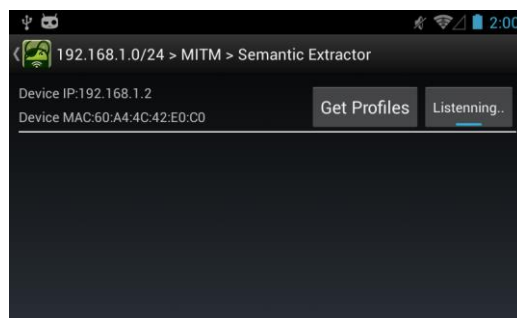 2:00
192.168.1.0/24 > MITM > Semantic Extractor
Device IP:192.168.1.2
Device MAC:60:A4:4C:42:E0:C0
Get Profiles
Listenning..